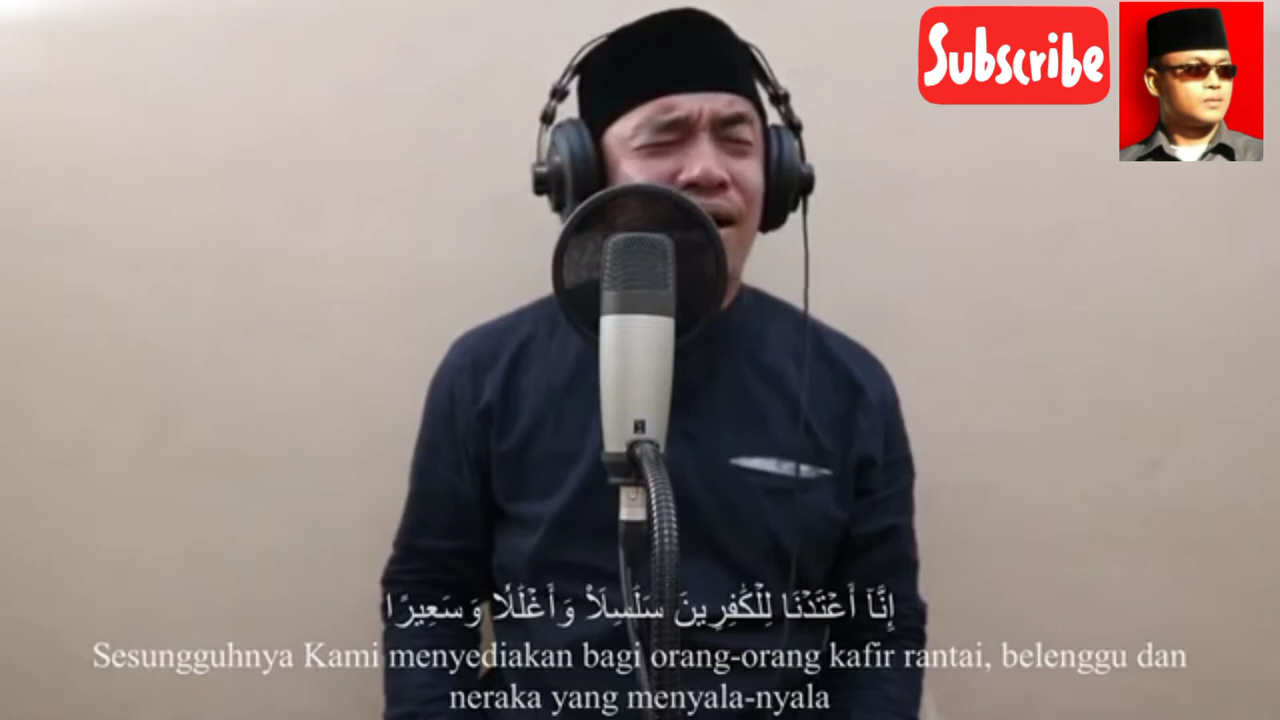 Subscribe
إِنَّآ أَعۡتَدۡنَا لِلۡكَٰفِرِينَ سَلَٰسِلَاْ وَأَغۡلَٰلٗا وَسَعِيرًا
Sesungguhnya Kami menyediakan bagi orang-orang kafir rantai, belenggu dan
neraka yang menyala-nyala